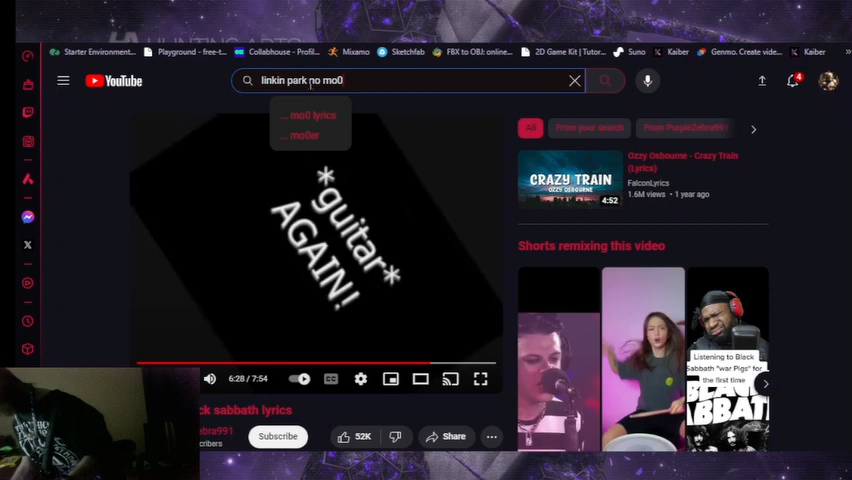 Starter Environment...
Playground - free-t...
Collabhouse - Profil...
Mixamo
Sketchfab
FBX to OBJ: online...
2D Game Kit | Tutor...
Suno
Kaiber
Genmo. Create vide...
Kaiber
YouTube
linkin park no mo0
4
... mo0 lyrics
... mo0er
All
From your search
From PurpleZebra99
*guitar*
AGAIN!
CRAZY TRAIN
OZZY OSBOURNE
4:52
Ozzy Osbourne - Crazy Train
(Lyrics)
FalconLyrics
1.6M views • 1 year ago
Shorts remixing this video
Listening to Black
Sabbath "war Pigs" for
the first time
BLACK
SABBATH
6:28 / 7:54
ck sabbath lyrics
ebra991
cribers
Subscribe
52K
Share